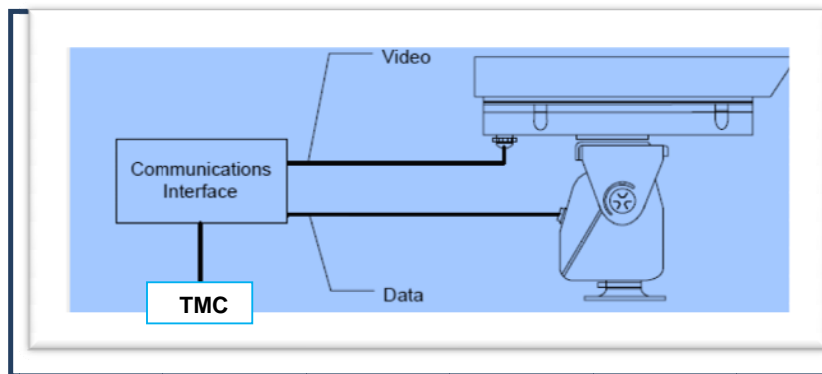 Video
Communications
Interface
Data
TMC